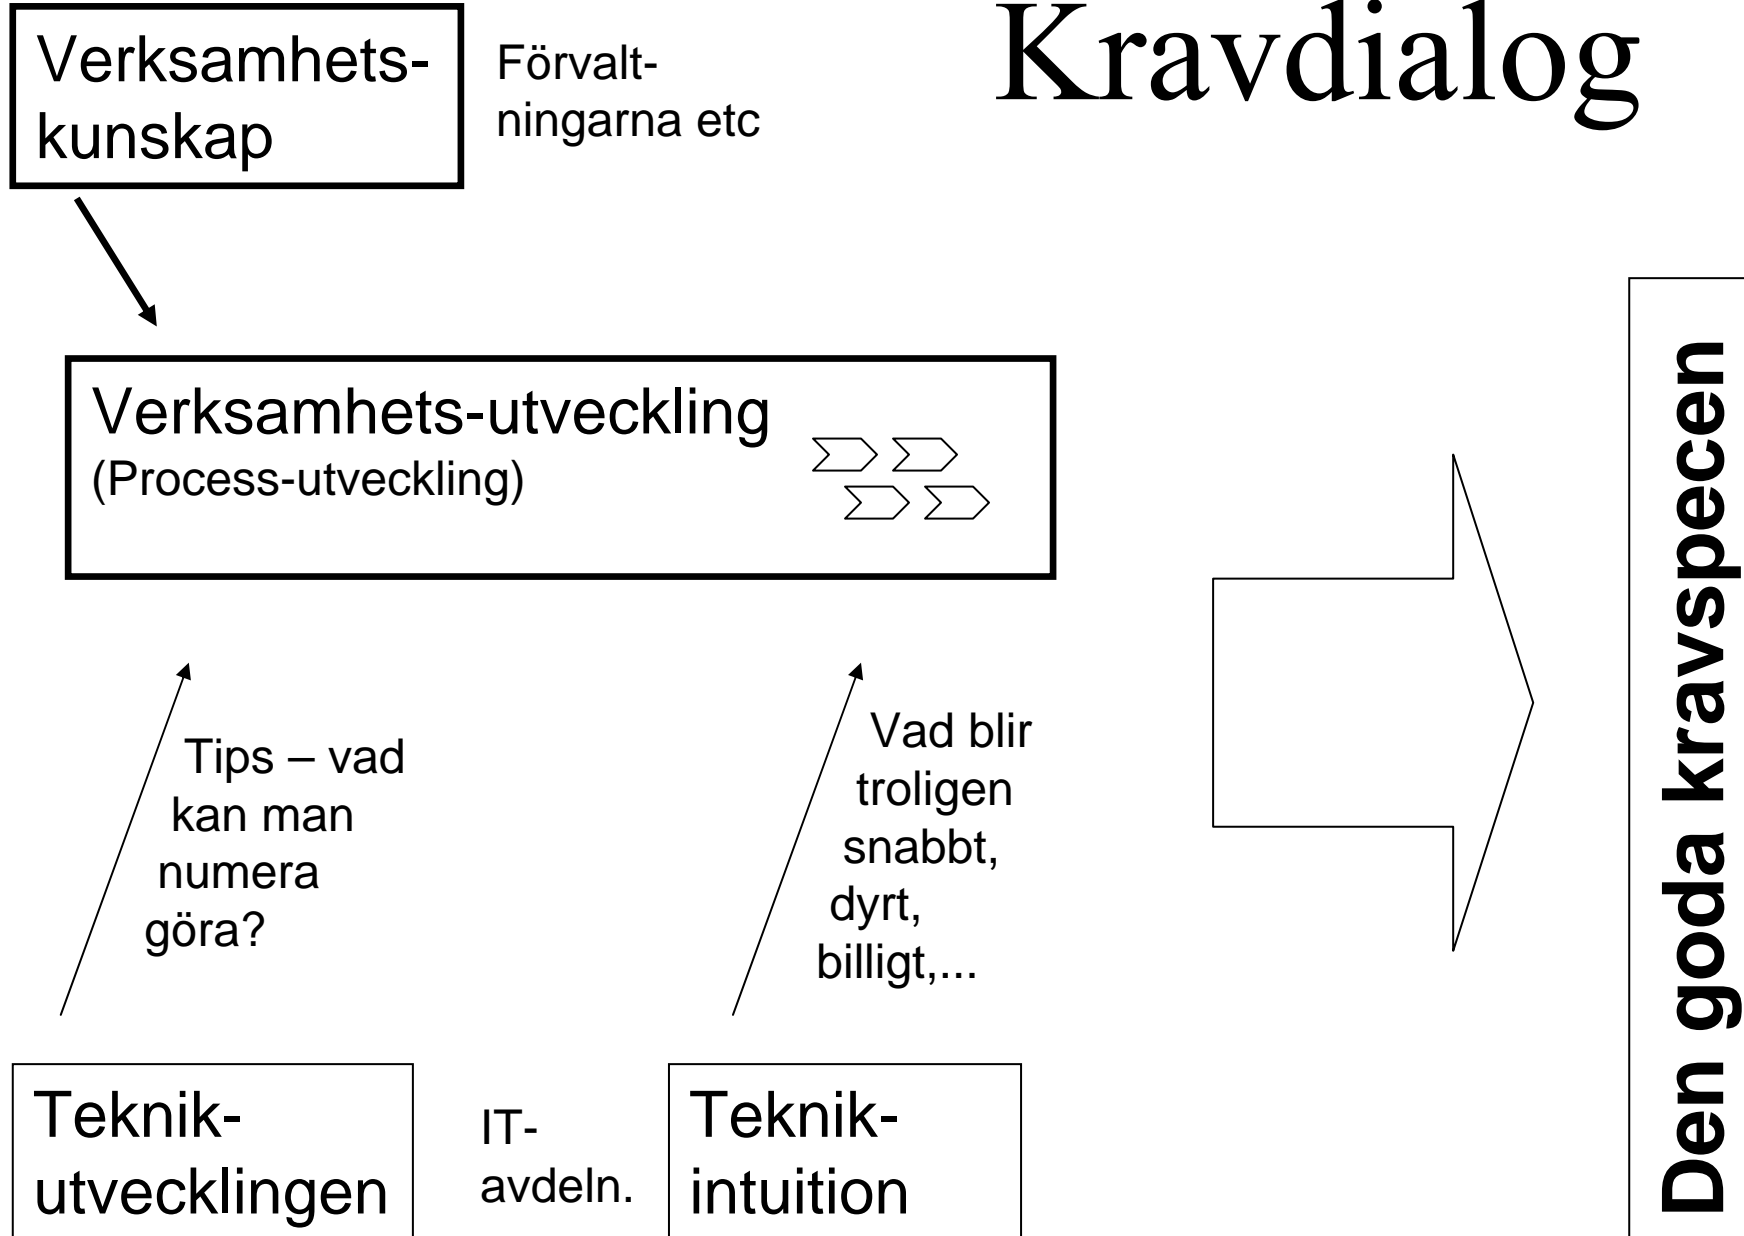 Kravdialog
Verksamhets-
kunskap
Förvalt-
ningarna etc
Verksamhets-utveckling
(Process-utveckling)
Tips – vad
kan man
numera
göra?
Vad blir
troligen
snabbt,
dyrt,
billigt,...
Teknik-
utvecklingen
IT-
avdeln.
Teknik-
intuition
Den goda kravspecen